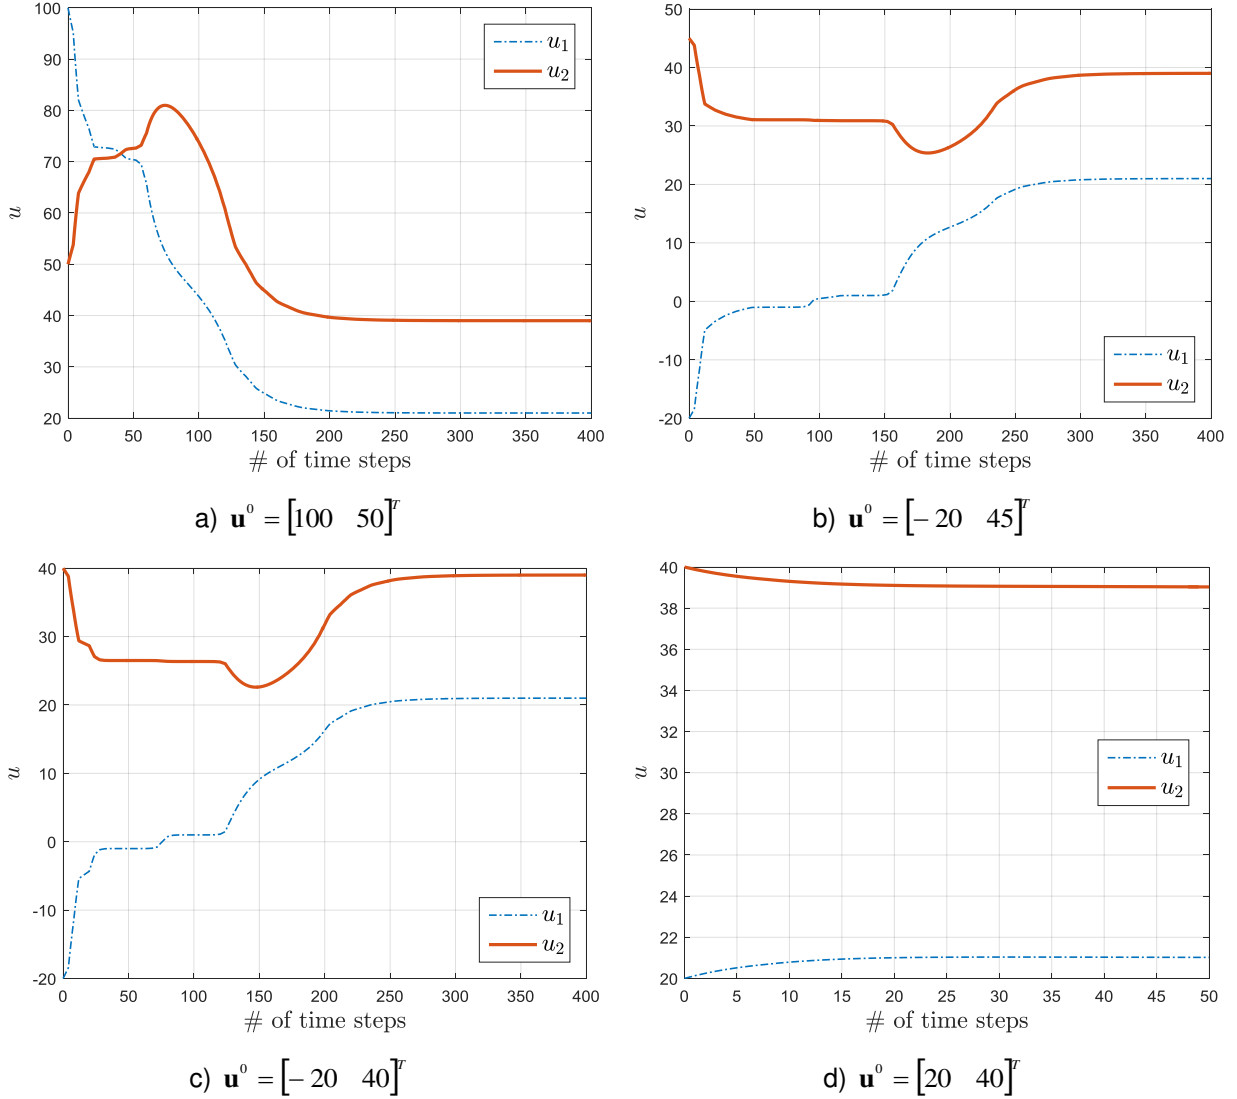 100
90
80
70
60
50
40
30
20
u
0 50 100 150 200 250 300 350 400
# of time steps
u1
u2
a) u⁰ = [100 50]ᵀ
50
40
30
20
10
0
-10
-20
u
0 50 100 150 200 250 300 350 400
# of time steps
u1
u2
b) u⁰ = [– 20 45]ᵀ
40
30
20
10
0
-10
-20
u
0 50 100 150 200 250 300 350 400
# of time steps
u1
u2
c) u⁰ = [– 20 40]ᵀ
40
38
36
34
32
30
28
26
24
22
20
u
0 5 10 15 20 25 30 35 40 45 50
# of time steps
u1
u2
d) u⁰ = [20 40]ᵀ